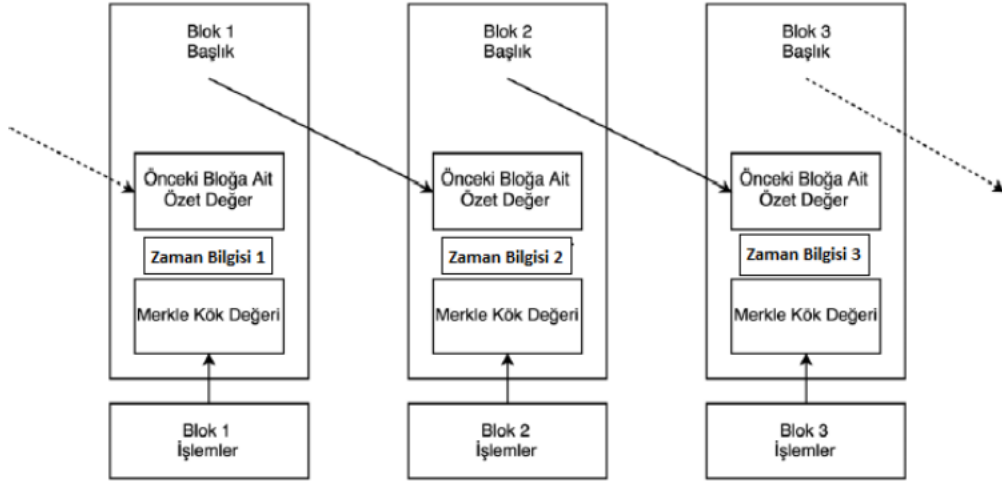 Blok 1
Başlık
Önceki Bloğa Ait
Özet Değer
Zaman Bilgisi 1
Merkle Kök Değeri
Blok 1
İşlemler
Blok 2
Başlık
Önceki Bloğa Ait
Özet Değer
Zaman Bilgisi 2
Merkle Kök Değeri
Blok 2
İşlemler
Blok 3
Başlık
Önceki Bloğa Ait
Özet Değer
Zaman Bilgisi 3
Merkle Kök Değeri
Blok 3
İşlemler